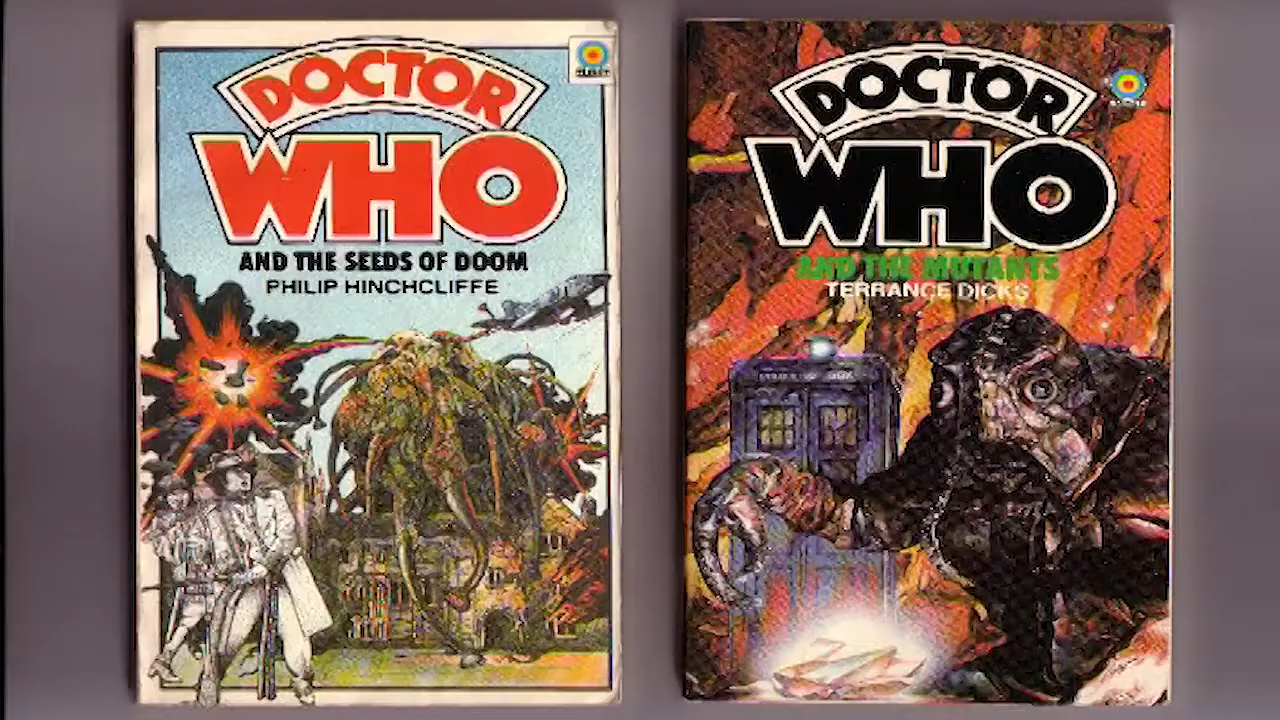 DOCTOR
WHO
AND THE SEEDS OF DOOM
PHILIP HINCHCLIFFE
DOCTOR
WHO
AND THE MUTANTS
TERRANCE DICKS